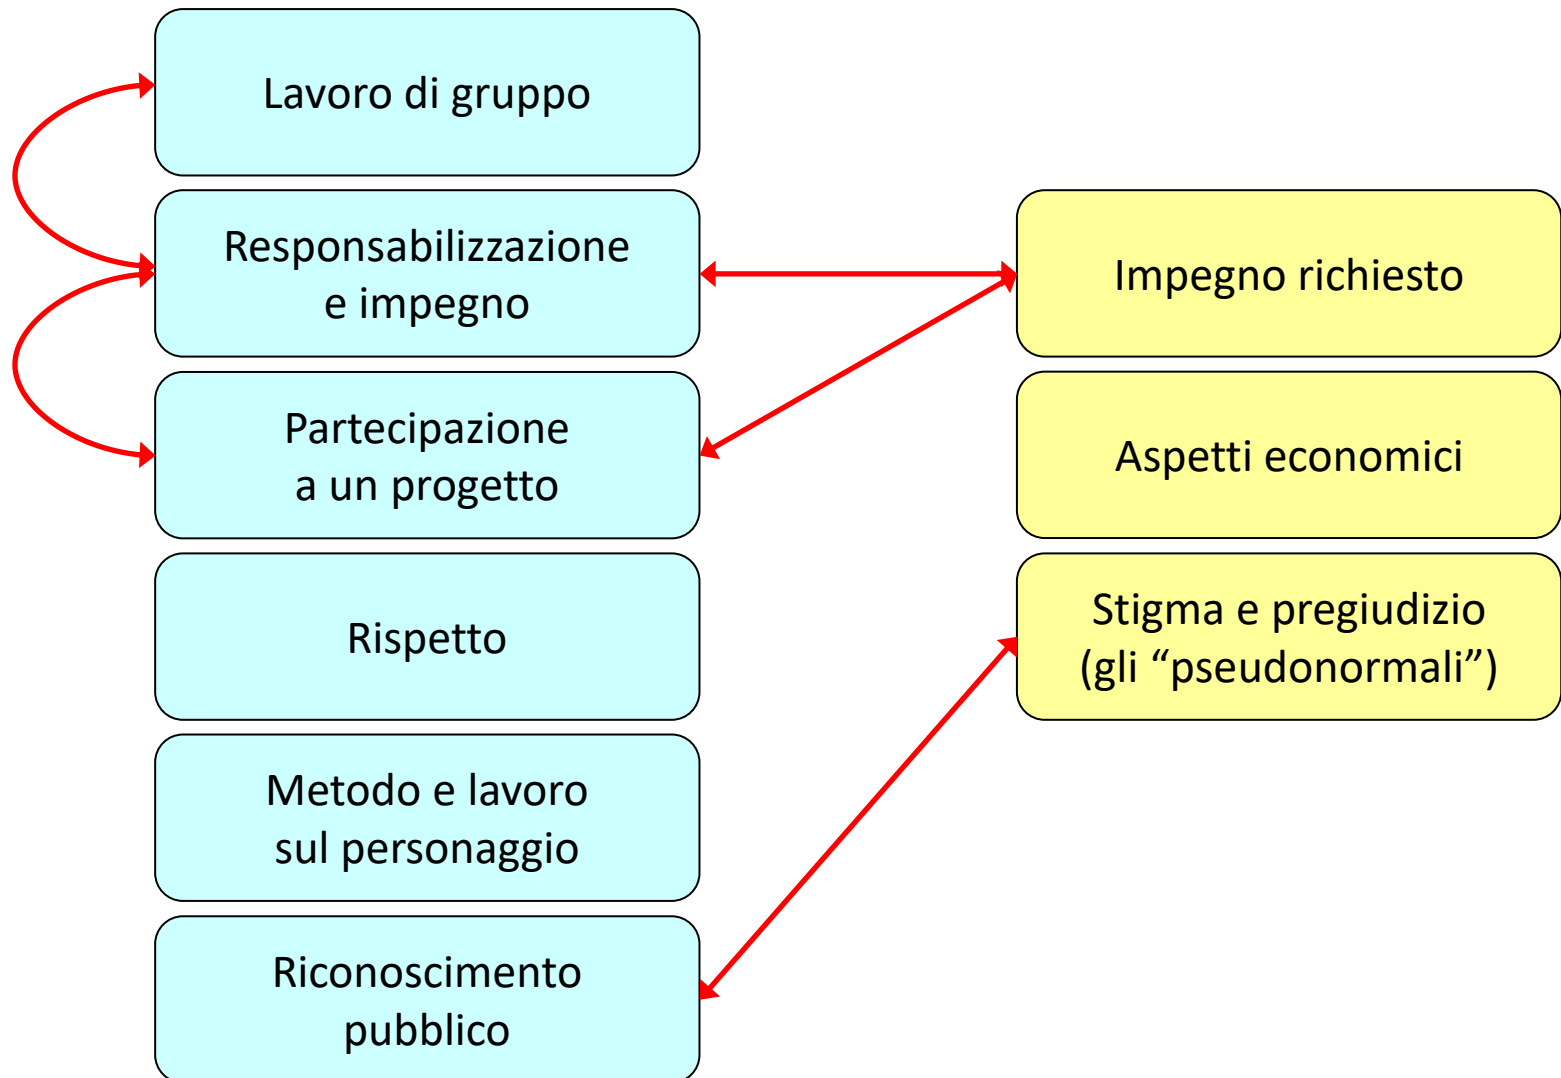 Lavoro di gruppo
Responsabilizzazione
e impegno
Partecipazione
a un progetto
Rispetto
Metodo e lavoro
sul personaggio
Riconoscimento
pubblico
Impegno richiesto
Aspetti economici
Stigma e pregiudizio
(gli “pseudonormali”)